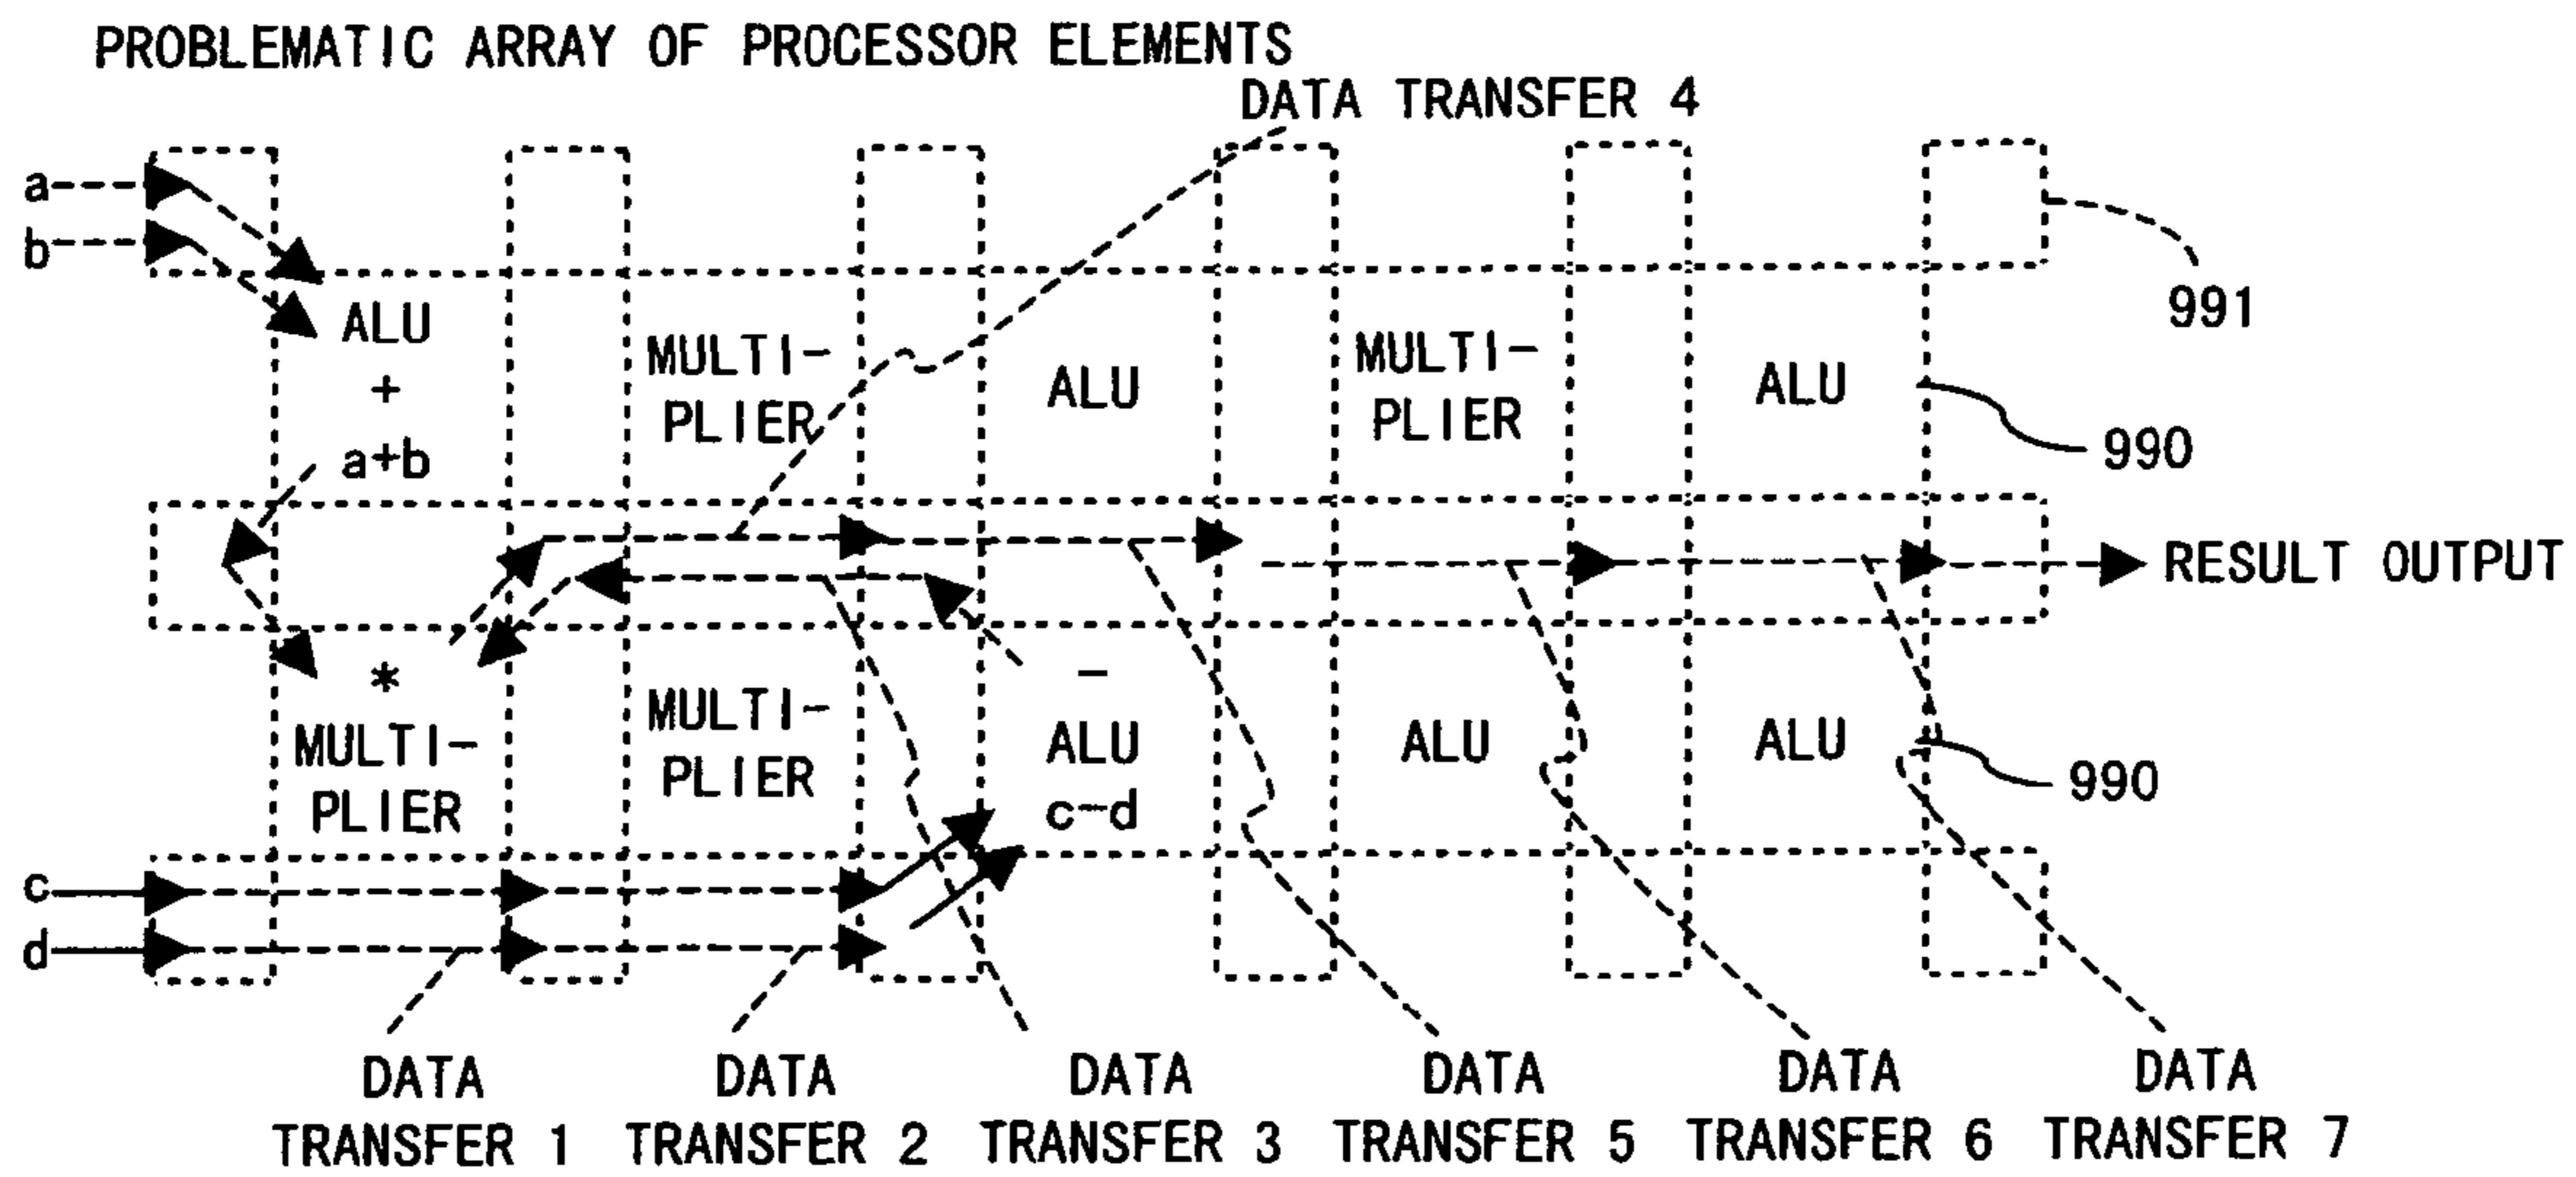 PROBLEMATIC ARRAY OF PROCESSOR ELEMENTS
DATA TRANSFER 4
a
b
991
ALU
+
a+b
MULTI-
PLIER
ALU
MULTI-
PLIER
ALU
990
RESULT OUTPUT
*
MULTI-
PLIER
MULTI-
PLIER
−
ALU
c−d
ALU
ALU
990
c
d
DATA
TRANSFER 1
DATA
TRANSFER 2
DATA
TRANSFER 3
DATA
TRANSFER 5
DATA
TRANSFER 6
DATA
TRANSFER 7